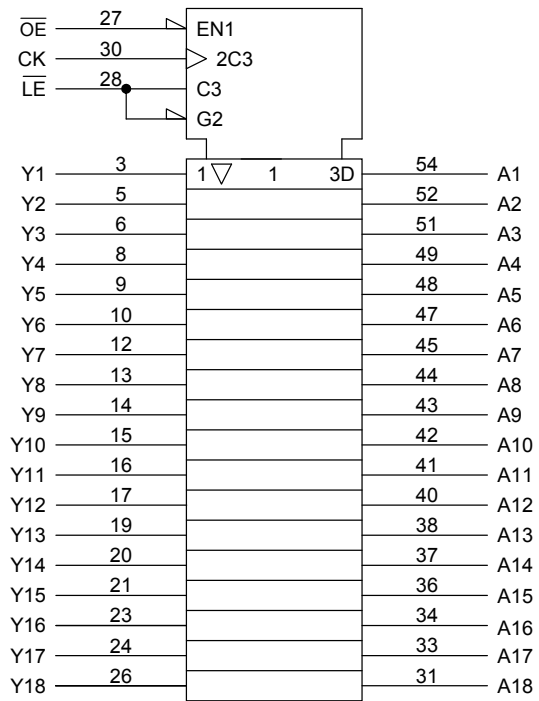 O̅E̅ 27 EN1
CK 30 2C3
L̅E̅ 28 C3
G2
Y1 3 1 ▽ 1 3D 54 A1
Y2 5 52 A2
Y3 6 51 A3
Y4 8 49 A4
Y5 9 48 A5
Y6 10 47 A6
Y7 12 45 A7
Y8 13 44 A8
Y9 14 43 A9
Y10 15 42 A10
Y11 16 41 A11
Y12 17 40 A12
Y13 19 38 A13
Y14 20 37 A14
Y15 21 36 A15
Y16 23 34 A16
Y17 24 33 A17
Y18 26 31 A18